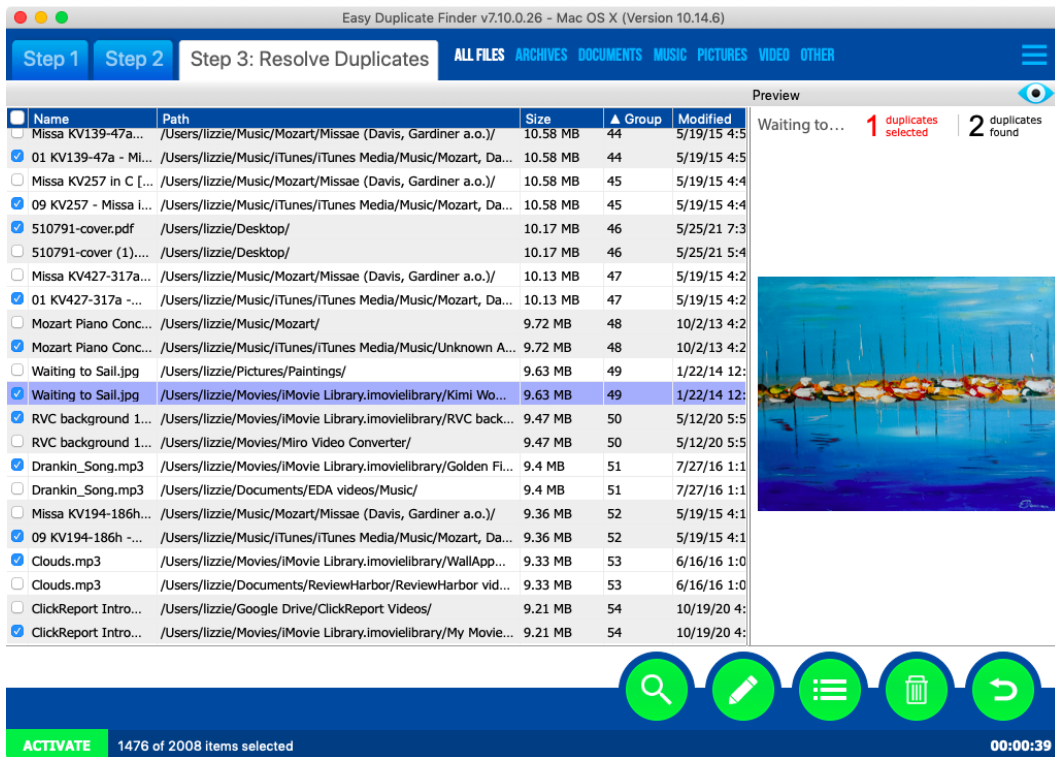 Easy Duplicate Finder v7.10.0.26 - Mac OS X (Version 10.14.6)
Step 1 Step 2 Step 3: Resolve Duplicates ALL FILES ARCHIVES DOCUMENTS MUSIC PICTURES VIDEO OTHER
Preview
Name Path Size ▲ Group Modified
Waiting to... 1 duplicates selected 2 duplicates found
Missa KV139-47a... /Users/lizzie/Music/Mozart/Missae (Davis, Gardiner a.o.)/ 10.58 MB 44 5/19/15 4:5
01 KV139-47a - Mi... /Users/lizzie/Music/iTunes/iTunes Media/Music/Mozart, Da... 10.58 MB 44 5/19/15 4:5
Missa KV257 in C [... /Users/lizzie/Music/Mozart/Missae (Davis, Gardiner a.o.)/ 10.58 MB 45 5/19/15 4:4
09 KV257 - Missa i... /Users/lizzie/Music/iTunes/iTunes Media/Music/Mozart, Da... 10.58 MB 45 5/19/15 4:4
510791-cover.pdf /Users/lizzie/Desktop/ 10.17 MB 46 5/25/21 7:3
510791-cover (1).... /Users/lizzie/Desktop/ 10.17 MB 46 5/25/21 5:4
Missa KV427-317a... /Users/lizzie/Music/Mozart/Missae (Davis, Gardiner a.o.)/ 10.13 MB 47 5/19/15 4:2
01 KV427-317a -... /Users/lizzie/Music/iTunes/iTunes Media/Music/Mozart, Da... 10.13 MB 47 5/19/15 4:2
Mozart Piano Conc... /Users/lizzie/Music/Mozart/ 9.72 MB 48 10/2/13 4:2
Mozart Piano Conc... /Users/lizzie/Music/iTunes/iTunes Media/Music/Unknown A... 9.72 MB 48 10/2/13 4:2
Waiting to Sail.jpg /Users/lizzie/Pictures/Paintings/ 9.63 MB 49 1/22/14 12:
Waiting to Sail.jpg /Users/lizzie/Movies/iMovie Library.imovielibrary/Kimi Wo... 9.63 MB 49 1/22/14 12:
RVC background 1... /Users/lizzie/Movies/iMovie Library.imovielibrary/RVC back... 9.47 MB 50 5/12/20 5:5
RVC background 1... /Users/lizzie/Movies/Miro Video Converter/ 9.47 MB 50 5/12/20 5:5
Drankin_Song.mp3 /Users/lizzie/Movies/iMovie Library.imovielibrary/Golden Fi... 9.4 MB 51 7/27/16 1:1
Drankin_Song.mp3 /Users/lizzie/Documents/EDA videos/Music/ 9.4 MB 51 7/27/16 1:1
Missa KV194-186h... /Users/lizzie/Music/Mozart/Missae (Davis, Gardiner a.o.)/ 9.36 MB 52 5/19/15 4:1
09 KV194-186h -... /Users/lizzie/Music/iTunes/iTunes Media/Music/Mozart, Da... 9.36 MB 52 5/19/15 4:1
Clouds.mp3 /Users/lizzie/Movies/iMovie Library.imovielibrary/WallApp... 9.33 MB 53 6/16/16 1:0
Clouds.mp3 /Users/lizzie/Documents/ReviewHarbor/ReviewHarbor vid... 9.33 MB 53 6/16/16 1:0
ClickReport Intro... /Users/lizzie/Google Drive/ClickReport Videos/ 9.21 MB 54 10/19/20 4:
ClickReport Intro... /Users/lizzie/Movies/iMovie Library.imovielibrary/My Movie... 9.21 MB 54 10/19/20 4:
ACTIVATE 1476 of 2008 items selected 00:00:39